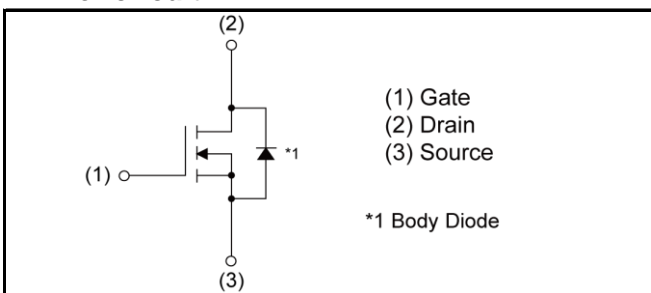 (2)
(1) Gate
(2) Drain
(3) Source
*1
(1)
*1 Body Diode
(3)